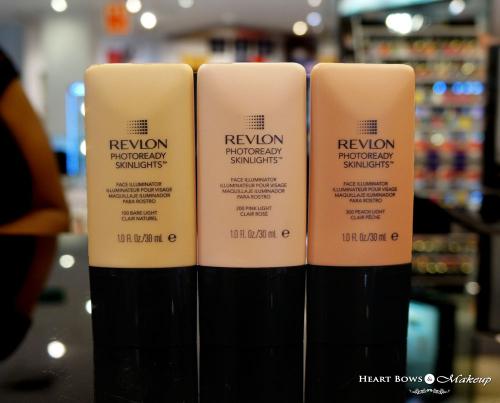 REVLON
PHOTOREADY
SKINLIGHTS™
FACE ILLUMINATOR
ILLUMINATEUR POUR VISAGE
MAQUILLAJE ILUMINADOR
PARA ROSTRO
100 BARE LIGHT
CLAIR NATUREL
1.0 Fl. Oz./30 mL e
REVLON
PHOTOREADY
SKINLIGHTS™
FACE ILLUMINATOR
ILLUMINATEUR POUR VISAGE
MAQUILLAJE ILUMINADOR
PARA ROSTRO
200 PINK LIGHT
CLAIR ROSÉ
1.0 Fl. Oz./30 mL e
REVLON
PHOTOREADY
SKINLIGHTS™
FACE ILLUMINATOR
ILLUMINATEUR POUR VISAGE
MAQUILLAJE ILUMINADOR
PARA ROSTRO
300 PEACH LIGHT
CLAIR PÊCHE
1.0 Fl. Oz./30 mL e
HEART BOWS & Makeup